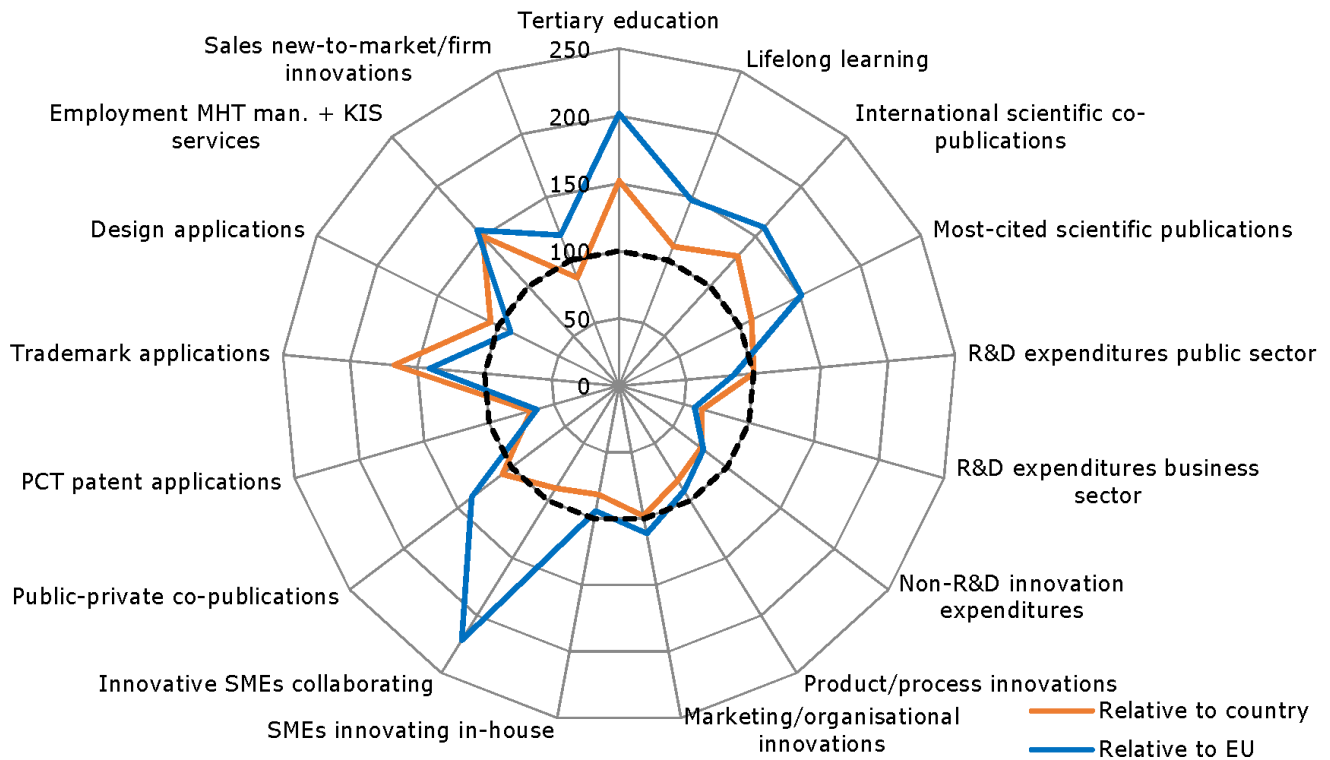 Tertiary education
Sales new-to-market/firm
innovations
250
Lifelong learning
Employment MHT man. + KIS
services
200
International scientific co-
publications
150
Design applications
Most-cited scientific publications
100
50
Trademark applications
0
R&D expenditures public sector
PCT patent applications
R&D expenditures business
sector
Public-private co-publications
Non-R&D innovation
expenditures
Innovative SMEs collaborating
Product/process innovations
SMEs innovating in-house
Marketing/organisational
innovations
Relative to country
Relative to EU